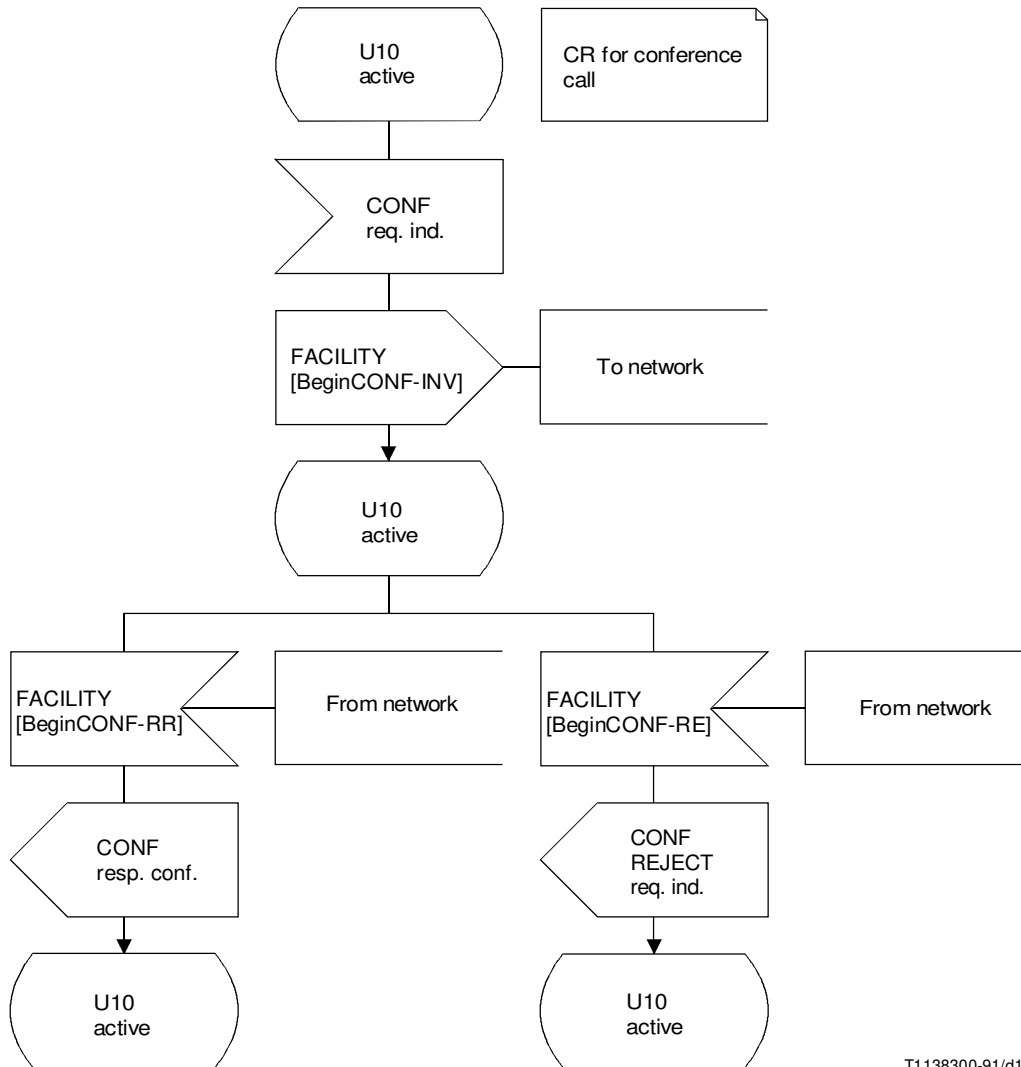 U10
active
CR for conference
call
CONF
req. ind.
FACILITY
[BeginCONF-INV]
To network
U10
active
FACILITY
[BeginCONF-RR]
From network
FACILITY
[BeginCONF-RE]
From network
CONF
resp. conf.
CONF
REJECT
req. ind.
U10
active
U10
active
T1138300-91/d1